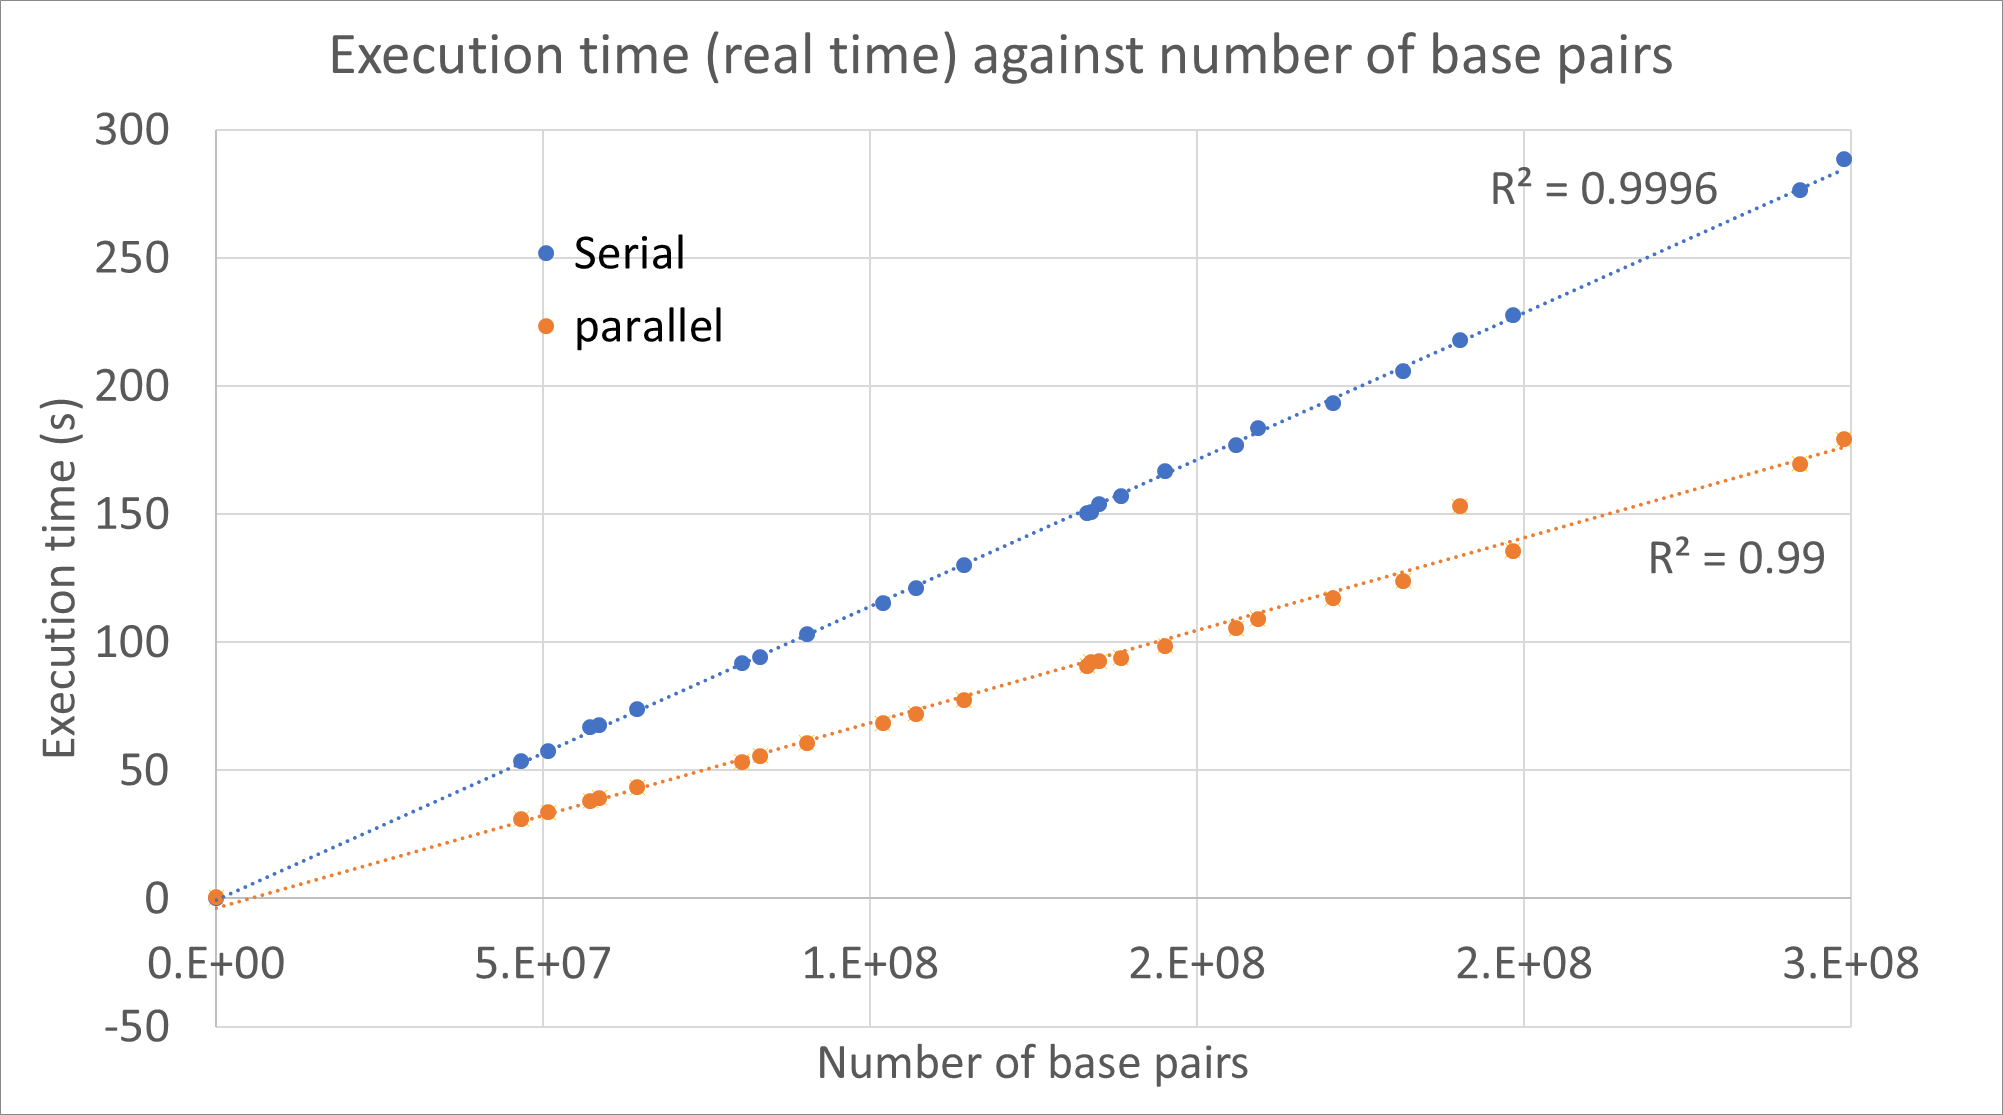 Execution time (real time) against number of base pairs
300
250
200
150
100
50
0
-50
Execution time (s)
Serial
parallel
R² = 0.9996
R² = 0.99
0.E+00 5.E+07 1.E+08 2.E+08 2.E+08 3.E+08
Number of base pairs